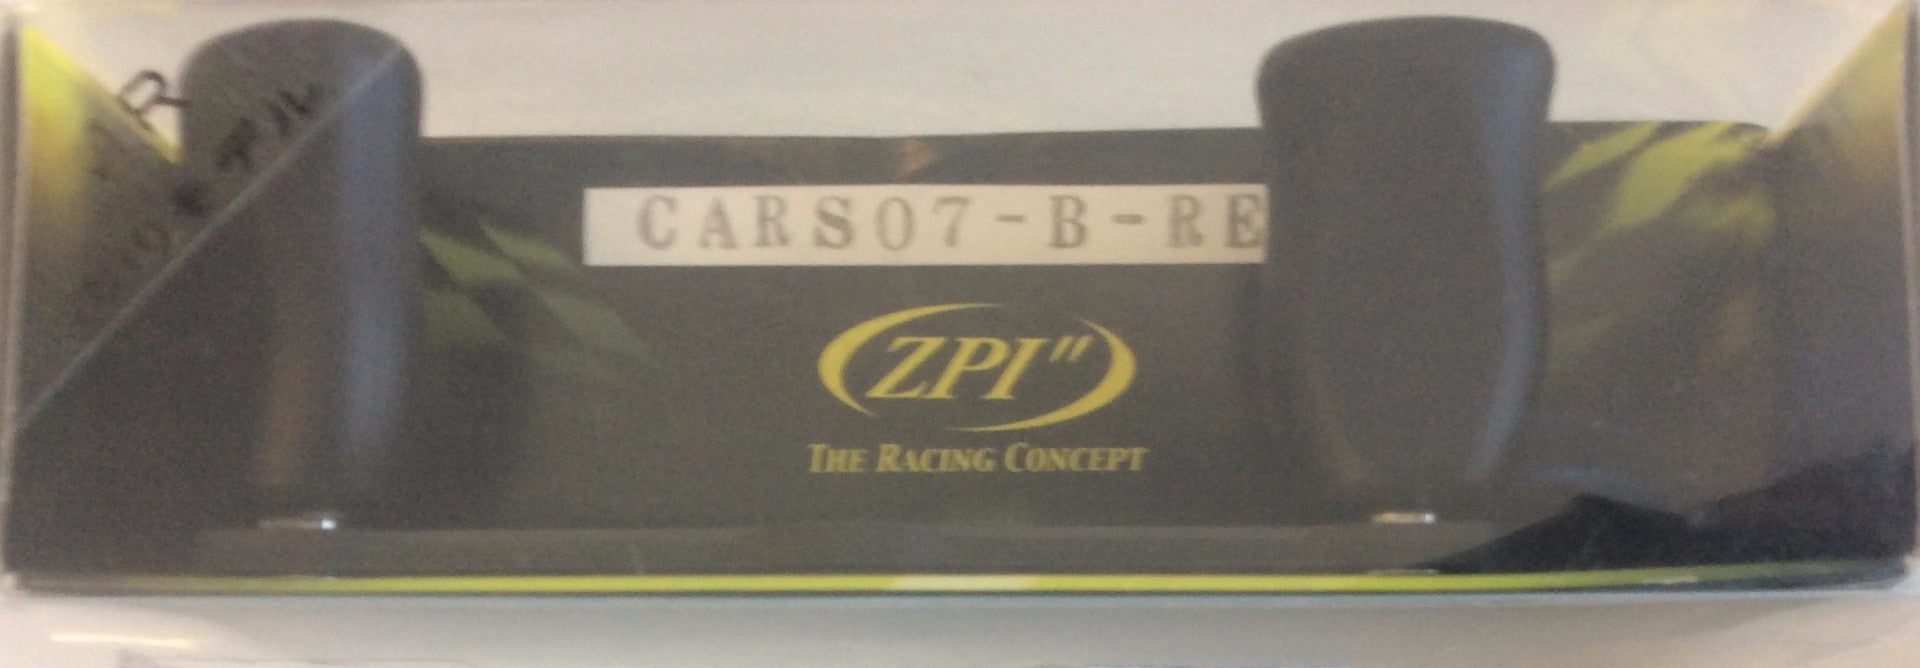 CARS07-B-RE
ZPI"
THE RACING CONCEPT